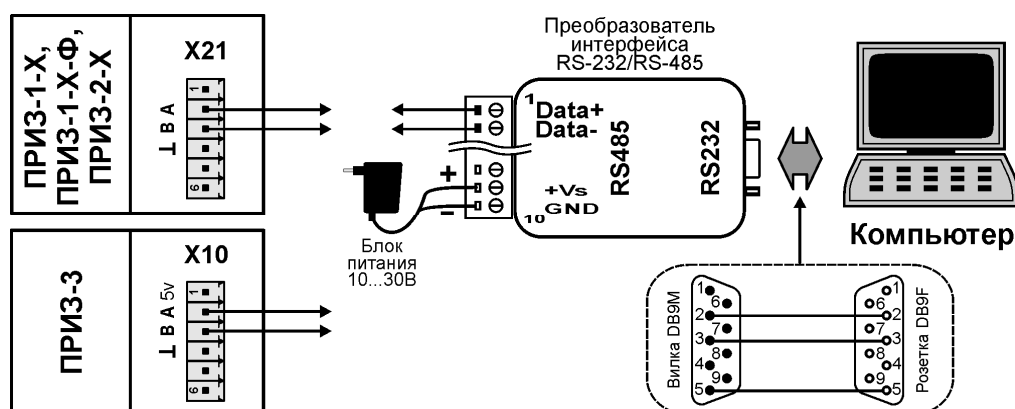 ПРИЗ-1-Х,
ПРИЗ-1-Х-Ф,
ПРИЗ-2-Х
X21
1
A
B
⊥
6
ПРИЗ-3
X10
1
5v
A
B
⊥
6
Преобразователь
интерфейса
RS-232/RS-485
1
Data+
Data-
RS485
RS232
+
-
+Vs
GND
10
Блок
питания
10...30В
Компьютер
Вилка DB9M
1
6
2
7
3
8
4
9
5
Розетка DB9F
1
6
2
7
3
8
4
9
5